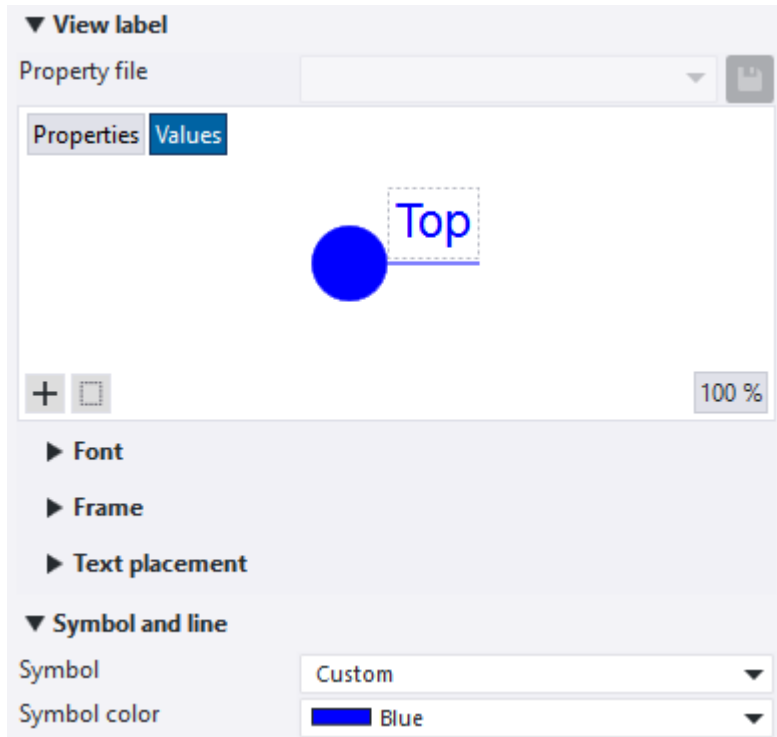 View label
Property file
Properties Values
Top
100 %
Font
Frame
Text placement
Symbol and line
Symbol Custom
Symbol color Blue